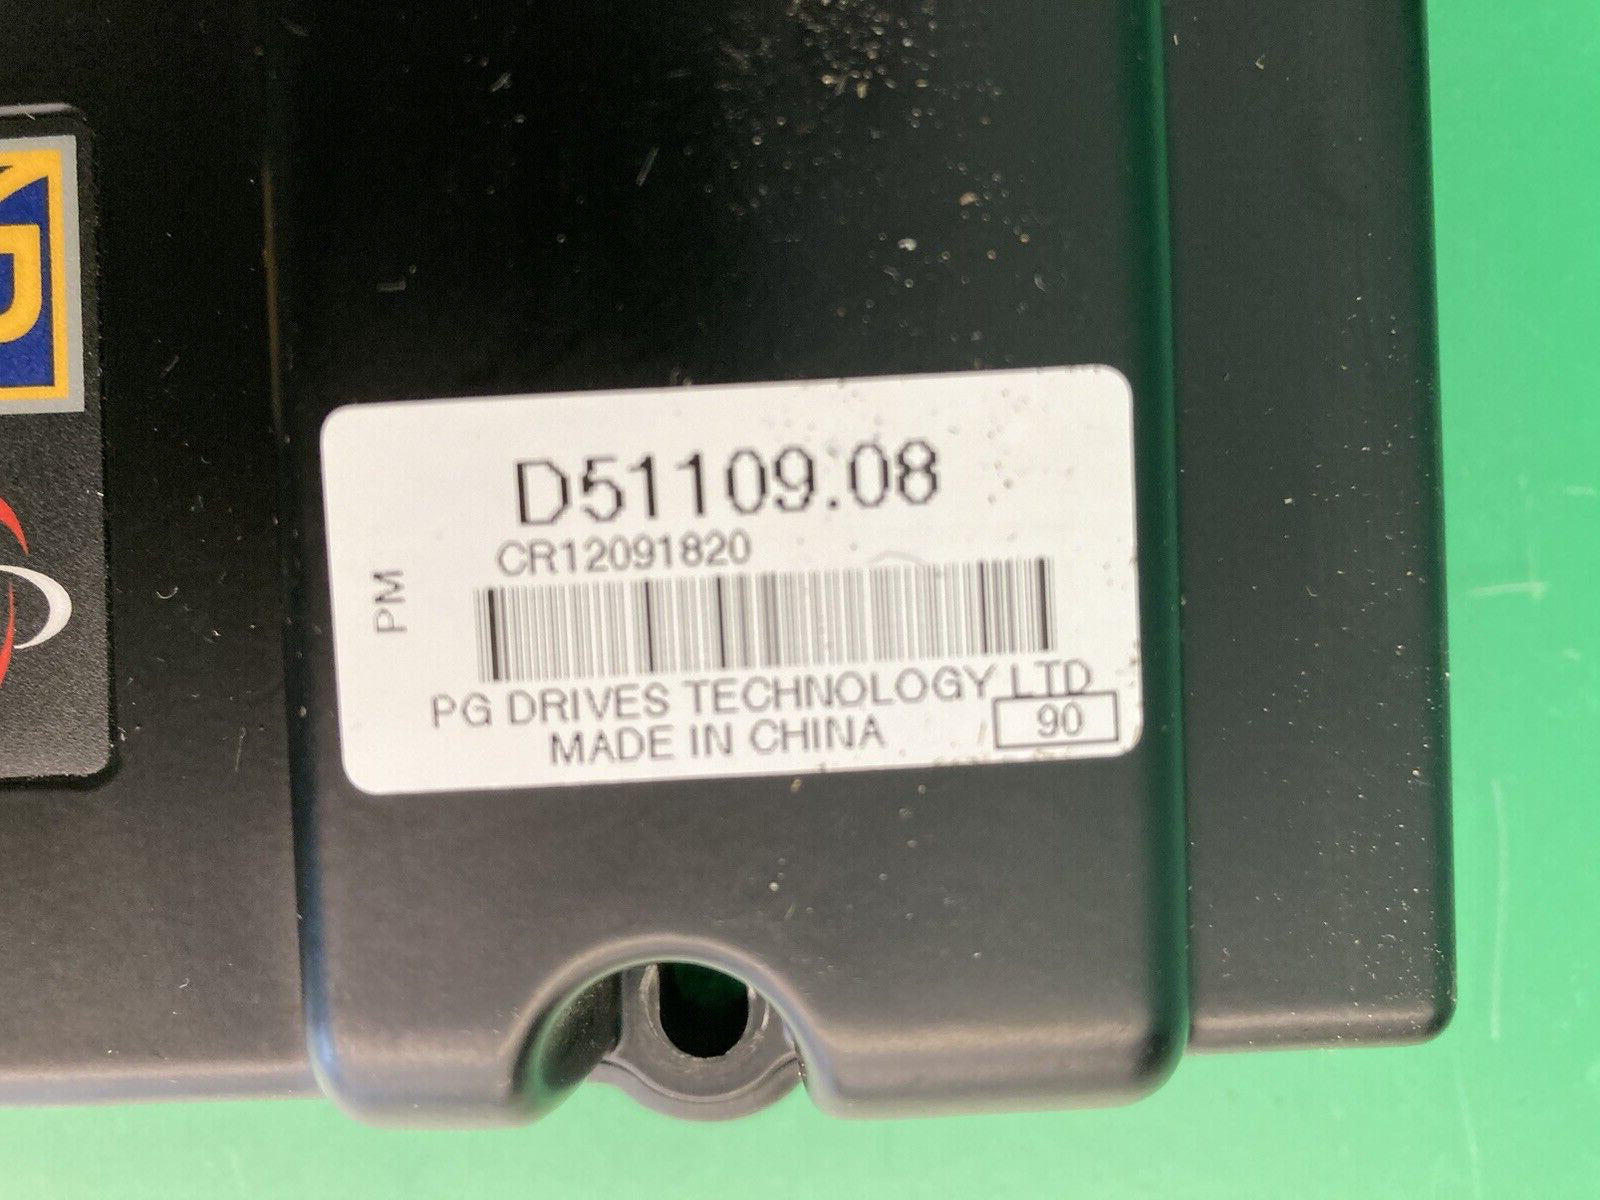 D51109.08
CR12091820
PM
PG DRIVES TECHNOLOGY LTD
MADE IN CHINA
90